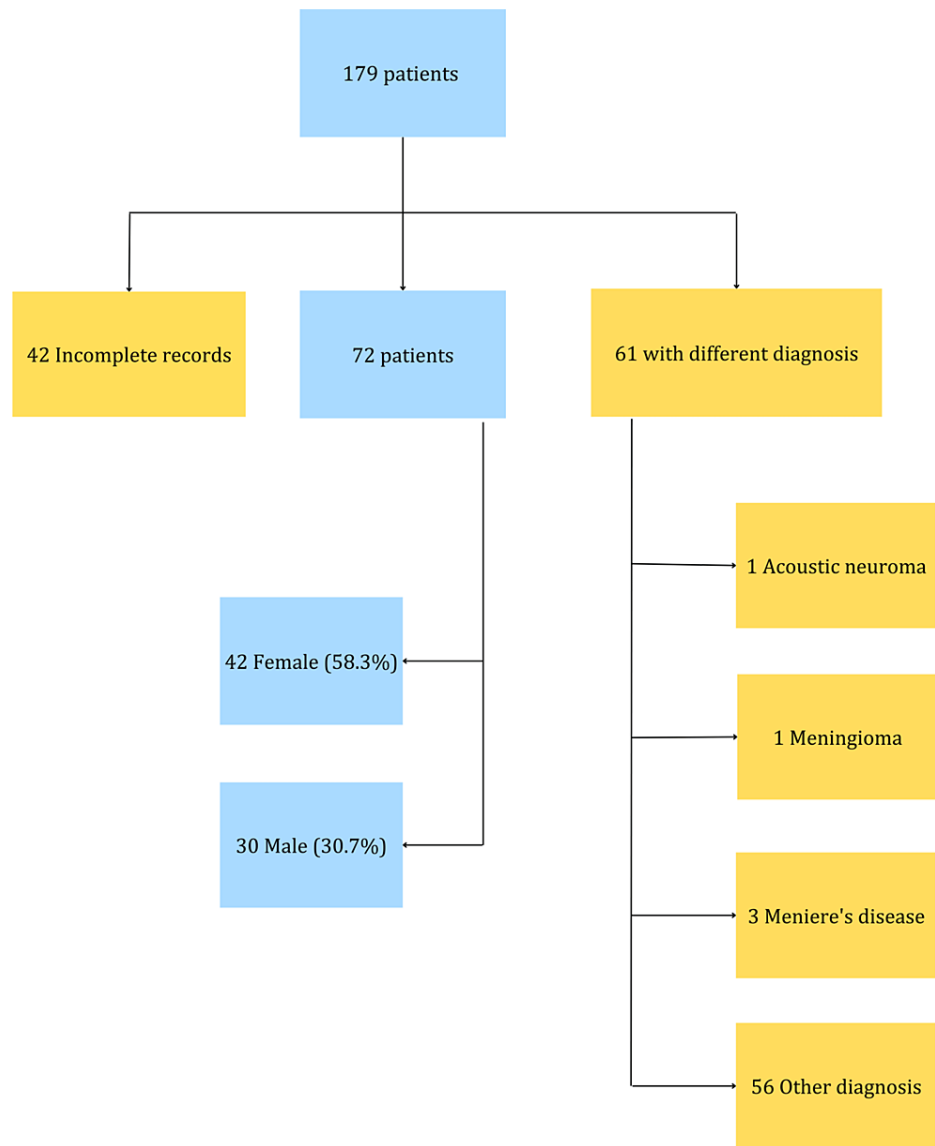 179 patients
42 Incomplete records
72 patients
61 with different diagnosis
1 Acoustic neuroma
42 Female (58.3%)
1 Meningioma
30 Male (30.7%)
3 Meniere's disease
56 Other diagnosis